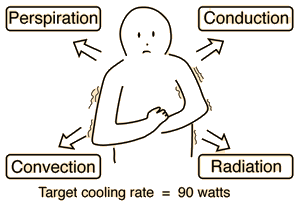 Perspiration
Conduction
Convection
Radiation
Target cooling rate = 90 watts